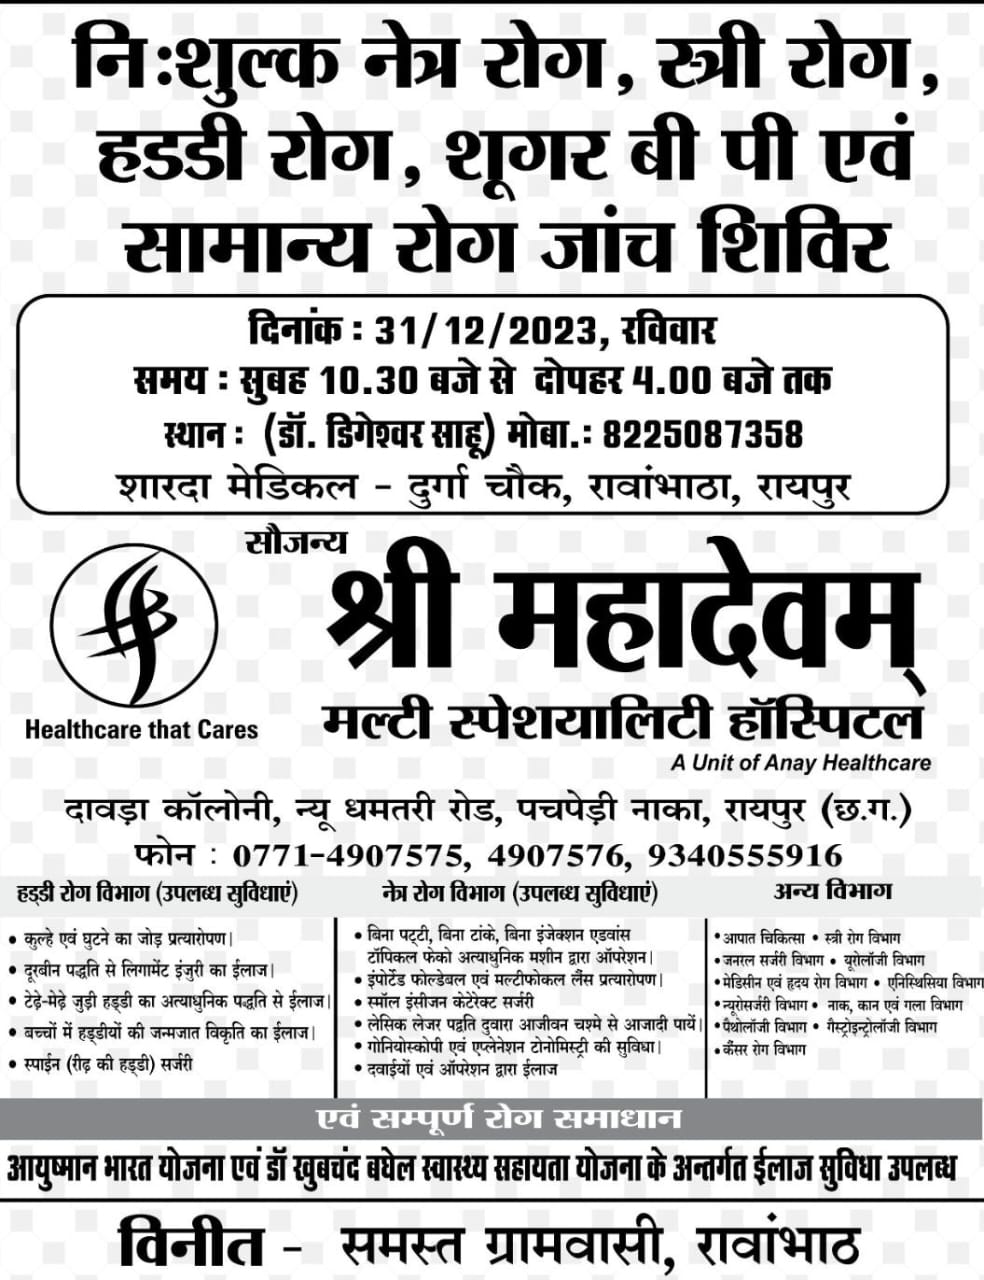 निःशुल्क नेत्र रोग, स्त्री रोग,
हडडी रोग, शूगर बी पी एवं
सामान्य रोग जांच शिविर
दिनांक : 31/12/2023, रविवार
समय : सुबह 10.30 बजे से दोपहर 4.00 बजे तक
स्थान : (डॉ. डिगेश्वर साहू) मोबा.: 8225087358
शारदा मेडिकल - दुर्गा चौक, रावांभाठा, रायपुर
सौजन्य
श्री महादेवम्
Healthcare that Cares
मल्टी स्पेशयालिटी हॉस्पिटल
A Unit of Anay Healthcare
दावड़ा कॉलोनी, न्यू धमतरी रोड, पचपेड़ी नाका, रायपुर (छ.ग.)
फोन : 0771-4907575, 4907576, 9340555916
हड्डी रोग विभाग (उपलब्ध सुविधाएं)
• कुल्हे एवं घुटने का जोड़ प्रत्यारोपण।
• दूरबीन पद्धति से लिगामेंट इंजुरी का ईलाज।
• टेढ़े-मेढ़े जुड़ी हड्डी का अत्याधुनिक पद्धति से ईलाज।
• बच्चों में हड्डीयों की जन्मजात विकृति का ईलाज।
• स्पाईन (रीढ़ की हड्डी) सर्जरी
नेत्र रोग विभाग (उपलब्ध सुविधाएं)
• बिना पट्टी, बिना टांके, बिना इंजेक्शन एडवांस
टॉपिकल फेको अत्याधुनिक मशीन द्वारा ऑपरेशन।
• इंपोर्टेड फोल्डेवल एवं मल्टीफोकल लैंस प्रत्यारोपण।
• स्मॉल इंसीजन केटेरेक्ट सर्जरी
• लेसिक लेजर पद्वति दुवारा आजीवन चश्मे से आजादी पायें।
• गोनियोस्कोपी एवं एप्लेनेशन टोनोमिस्ट्री की सुविधा।
• दवाईयों एवं ऑपरेशन द्वारा ईलाज
अन्य विभाग
• आपात चिकित्सा • स्त्री रोग विभाग
• जनरल सर्जरी विभाग • यूरोलॉजी विभाग
• मेडिसीन एवं हृदय रोग विभाग • एनिस्थिसिया विभाग
• न्यूरोसर्जरी विभाग • नाक, कान एवं गला विभाग
• पैथोलॉजी विभाग • गैस्ट्रोइन्ट्रोलॉजी विभाग
• कैंसर रोग विभाग
एवं सम्पूर्ण रोग समाधान
आयुष्मान भारत योजना एवं डॉ खुबचंद बघेल स्वास्थ्य सहायता योजना के अन्तर्गत ईलाज सुविधा उपलब्ध
विनीत - समस्त ग्रामवासी, रावांभाठ